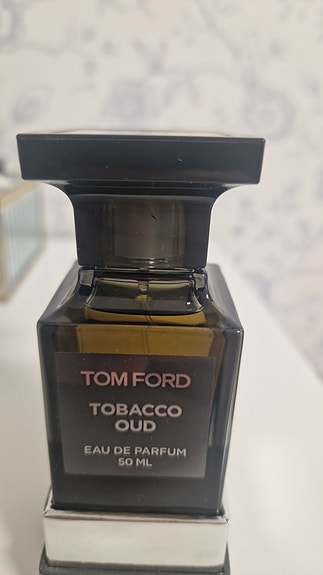 TOM FORD
TOBACCO
OUD
EAU DE PARFUM
50 ML